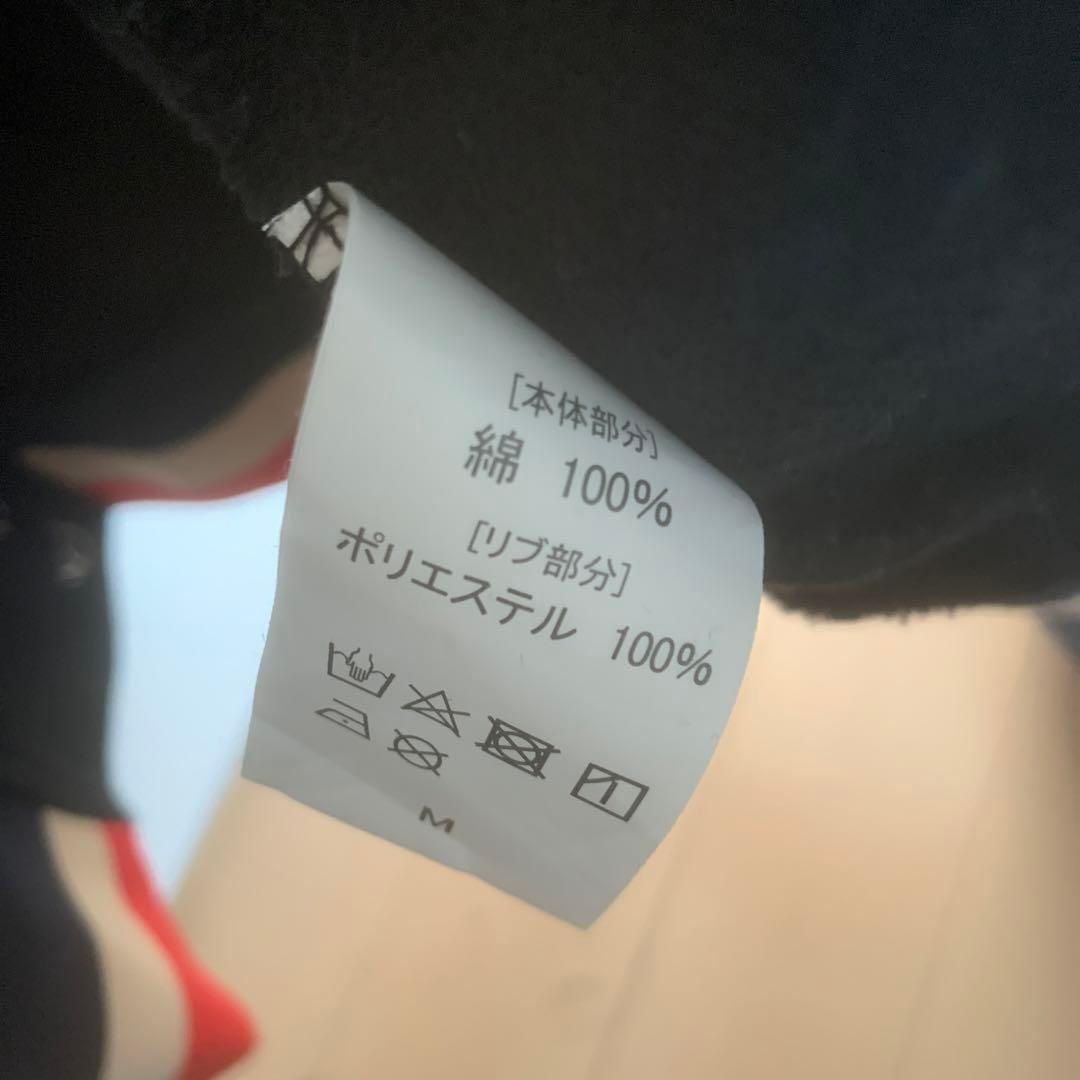 [本体部分]
綿 100%
[リブ部分]
ポリエステル 100%
M